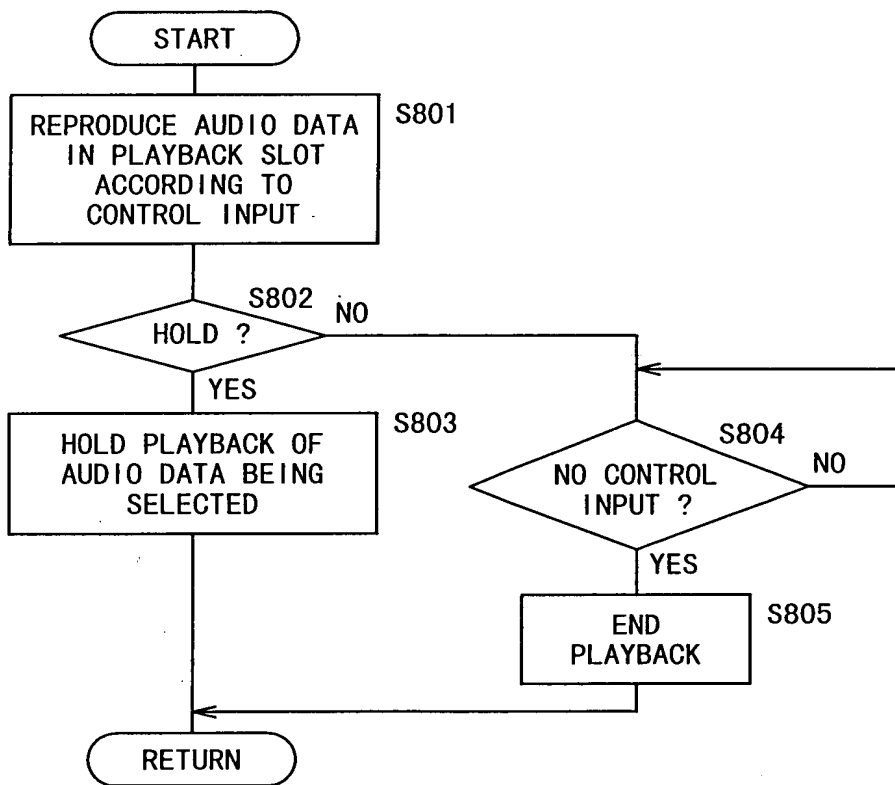 START
REPRODUCE AUDIO DATA
IN PLAYBACK SLOT
ACCORDING TO
CONTROL INPUT
S801
HOLD ?
S802
NO
YES
HOLD PLAYBACK OF
AUDIO DATA BEING
SELECTED
S803
NO CONTROL
INPUT ?
S804
NO
YES
END
PLAYBACK
S805
RETURN